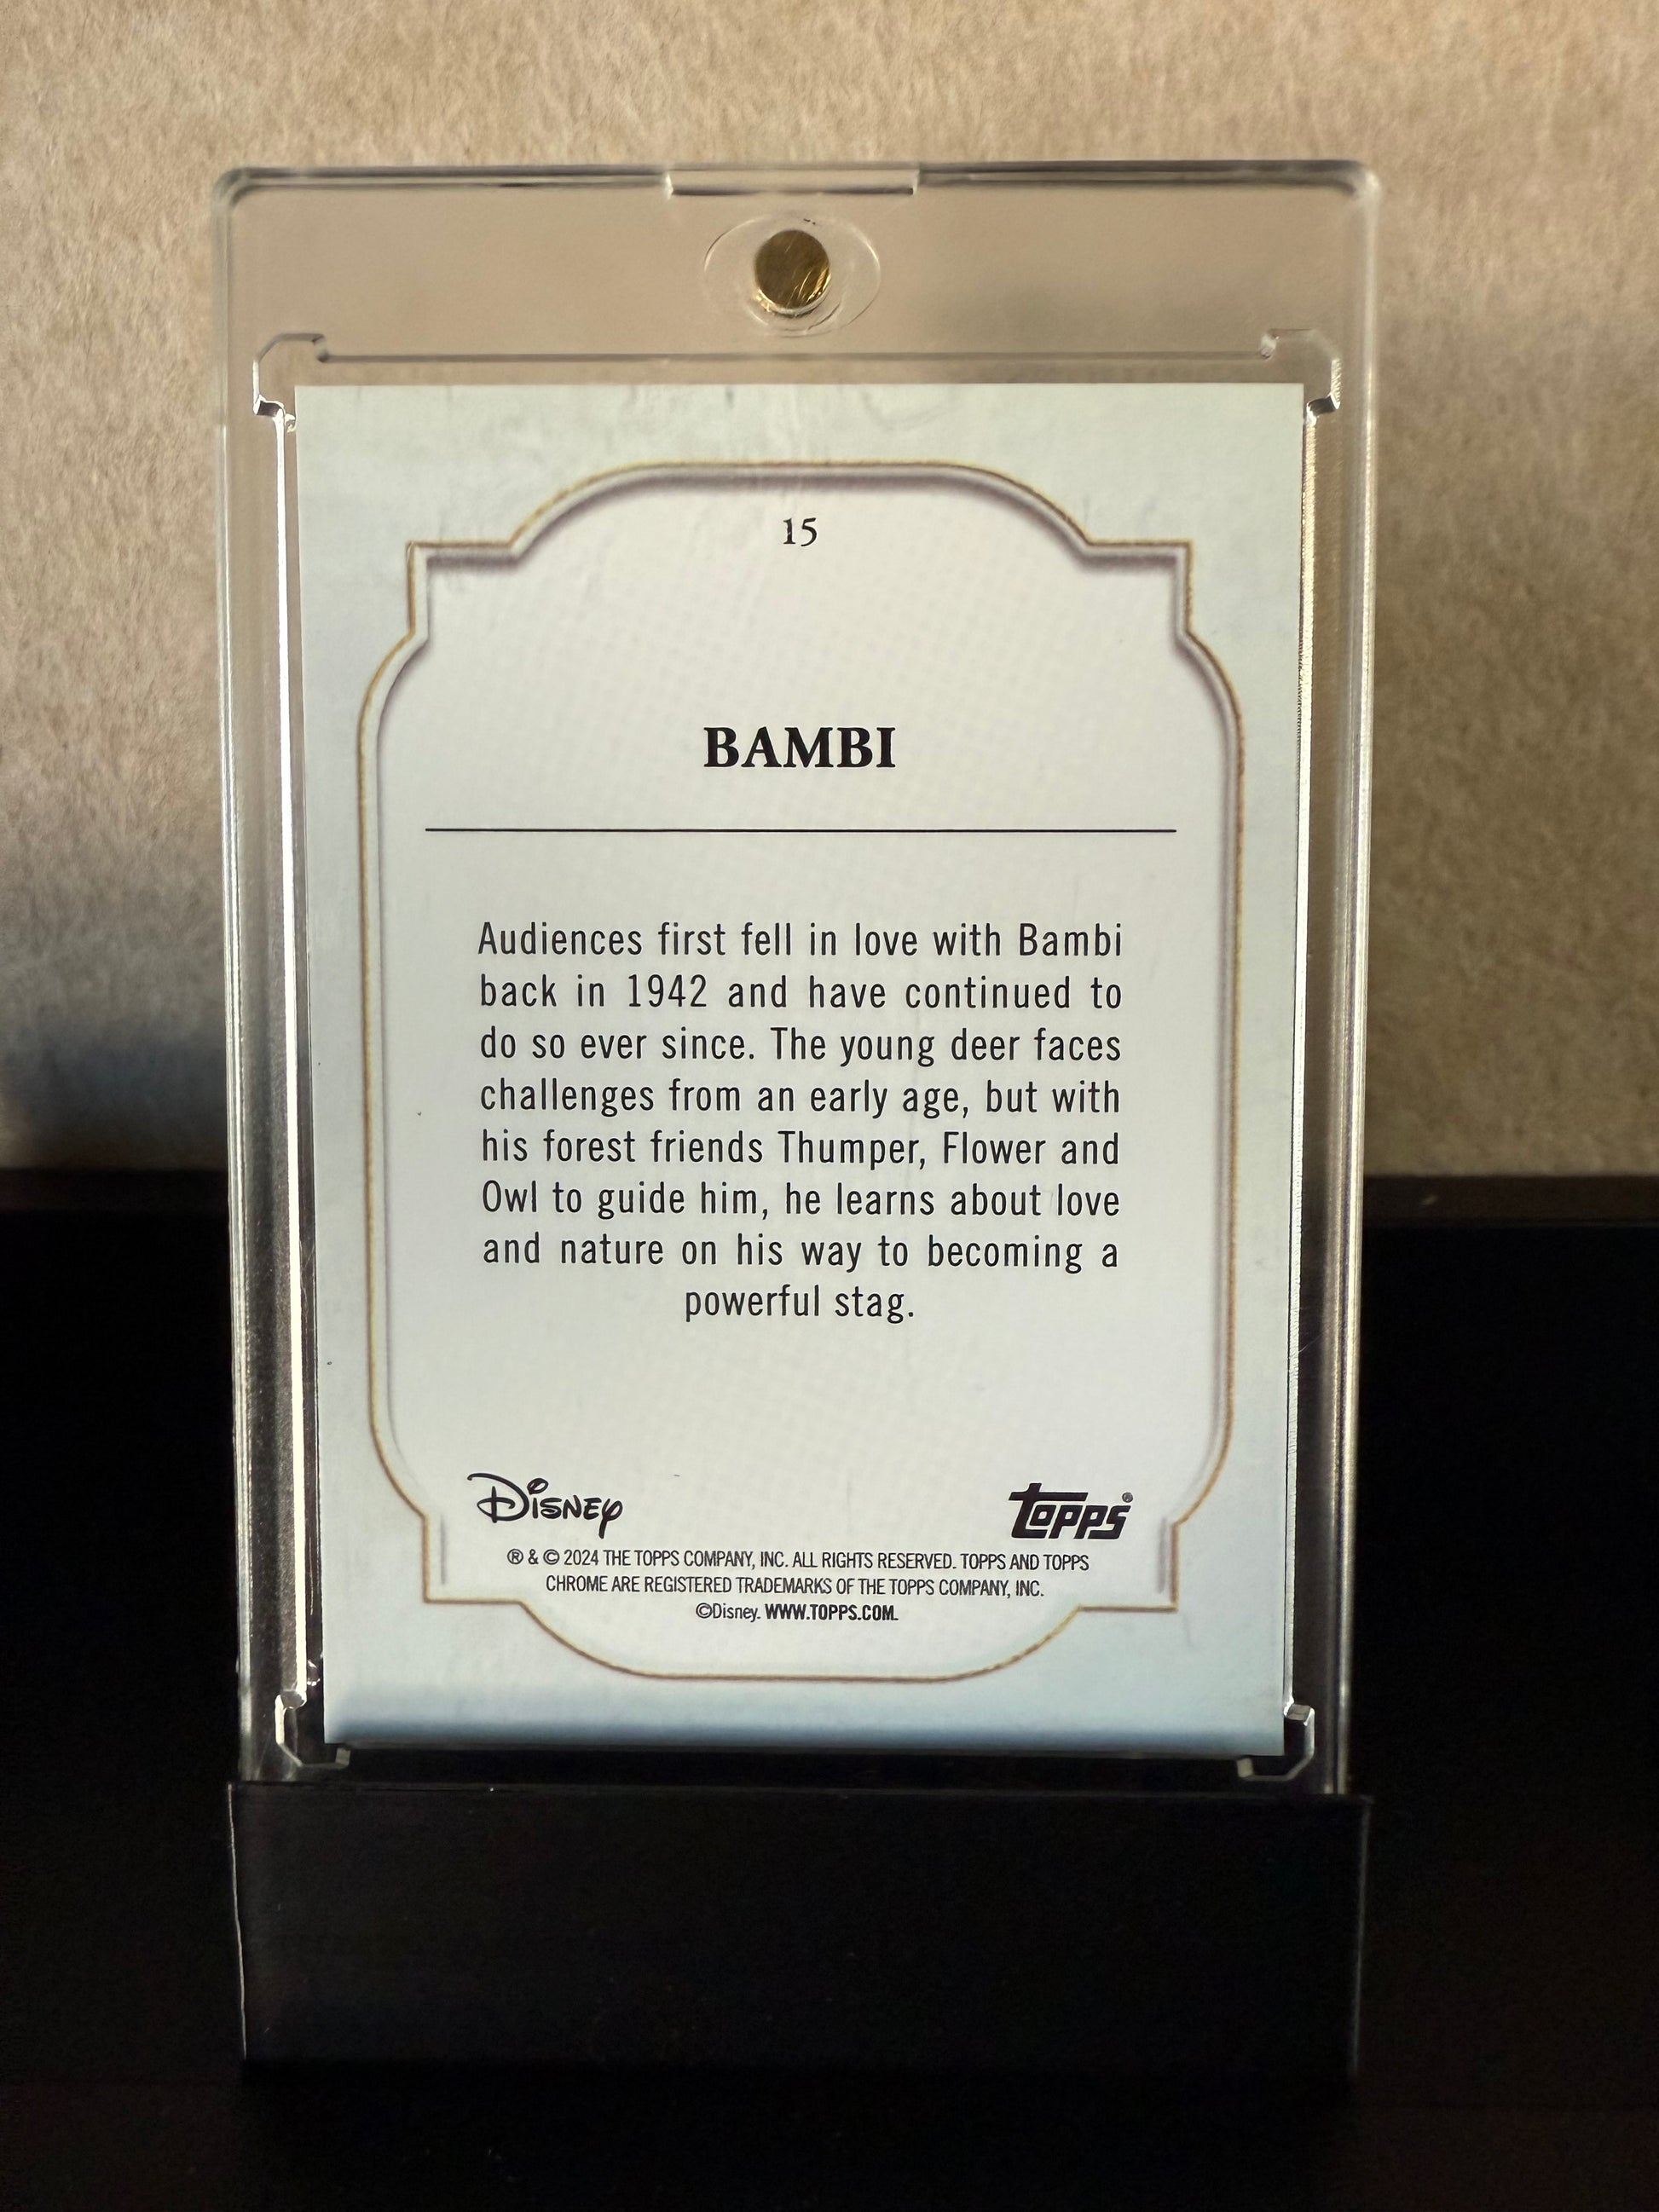 15
BAMBI
Audiences first fell in love with Bambi
back in 1942 and have continued to
do so ever since. The young deer faces
challenges from an early age, but with
his forest friends Thumper, Flower and
Owl to guide him, he learns about love
and nature on his way to becoming a
powerful stag.
Disney topps®
® & © 2024 THE TOPPS COMPANY, INC. ALL RIGHTS RESERVED. TOPPS AND TOPPS
CHROME ARE REGISTERED TRADEMARKS OF THE TOPPS COMPANY, INC.
©Disney. WWW.TOPPS.COM.